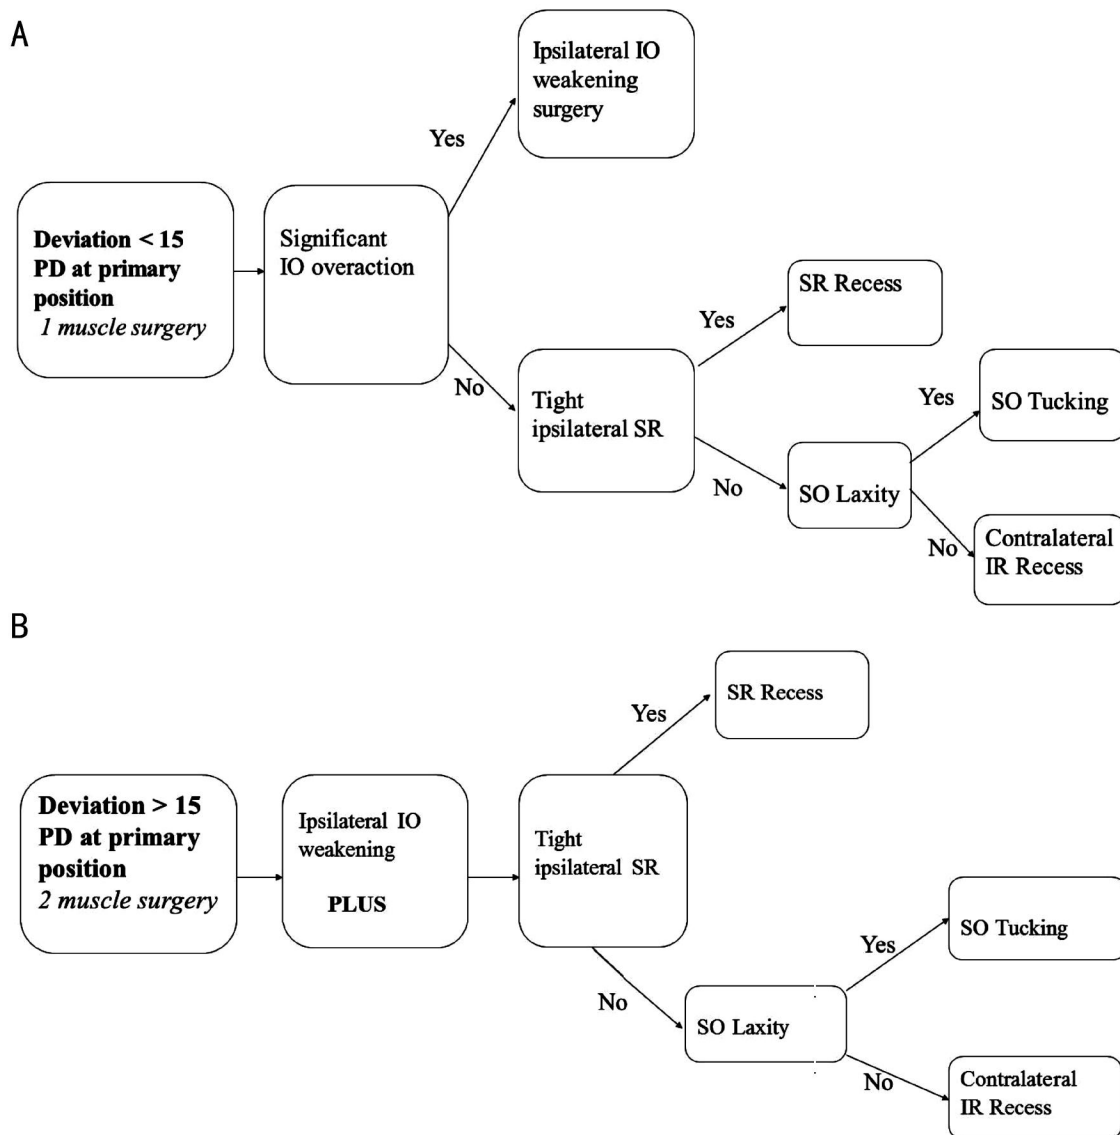 A
Ipsilateral IO
weakening
surgery
Yes
Deviation < 15
PD at primary
position
1 muscle surgery
Significant
IO overaction
No
SR Recess
Yes
Tight
ipsilateral SR
No
Yes
SO Tucking
SO Laxity
No
Contralateral
IR Recess
B
SR Recess
Yes
Deviation > 15
PD at primary
position
2 muscle surgery
Ipsilateral IO
weakening
PLUS
Tight
ipsilateral SR
No
Yes
SO Tucking
SO Laxity
No
Contralateral
IR Recess